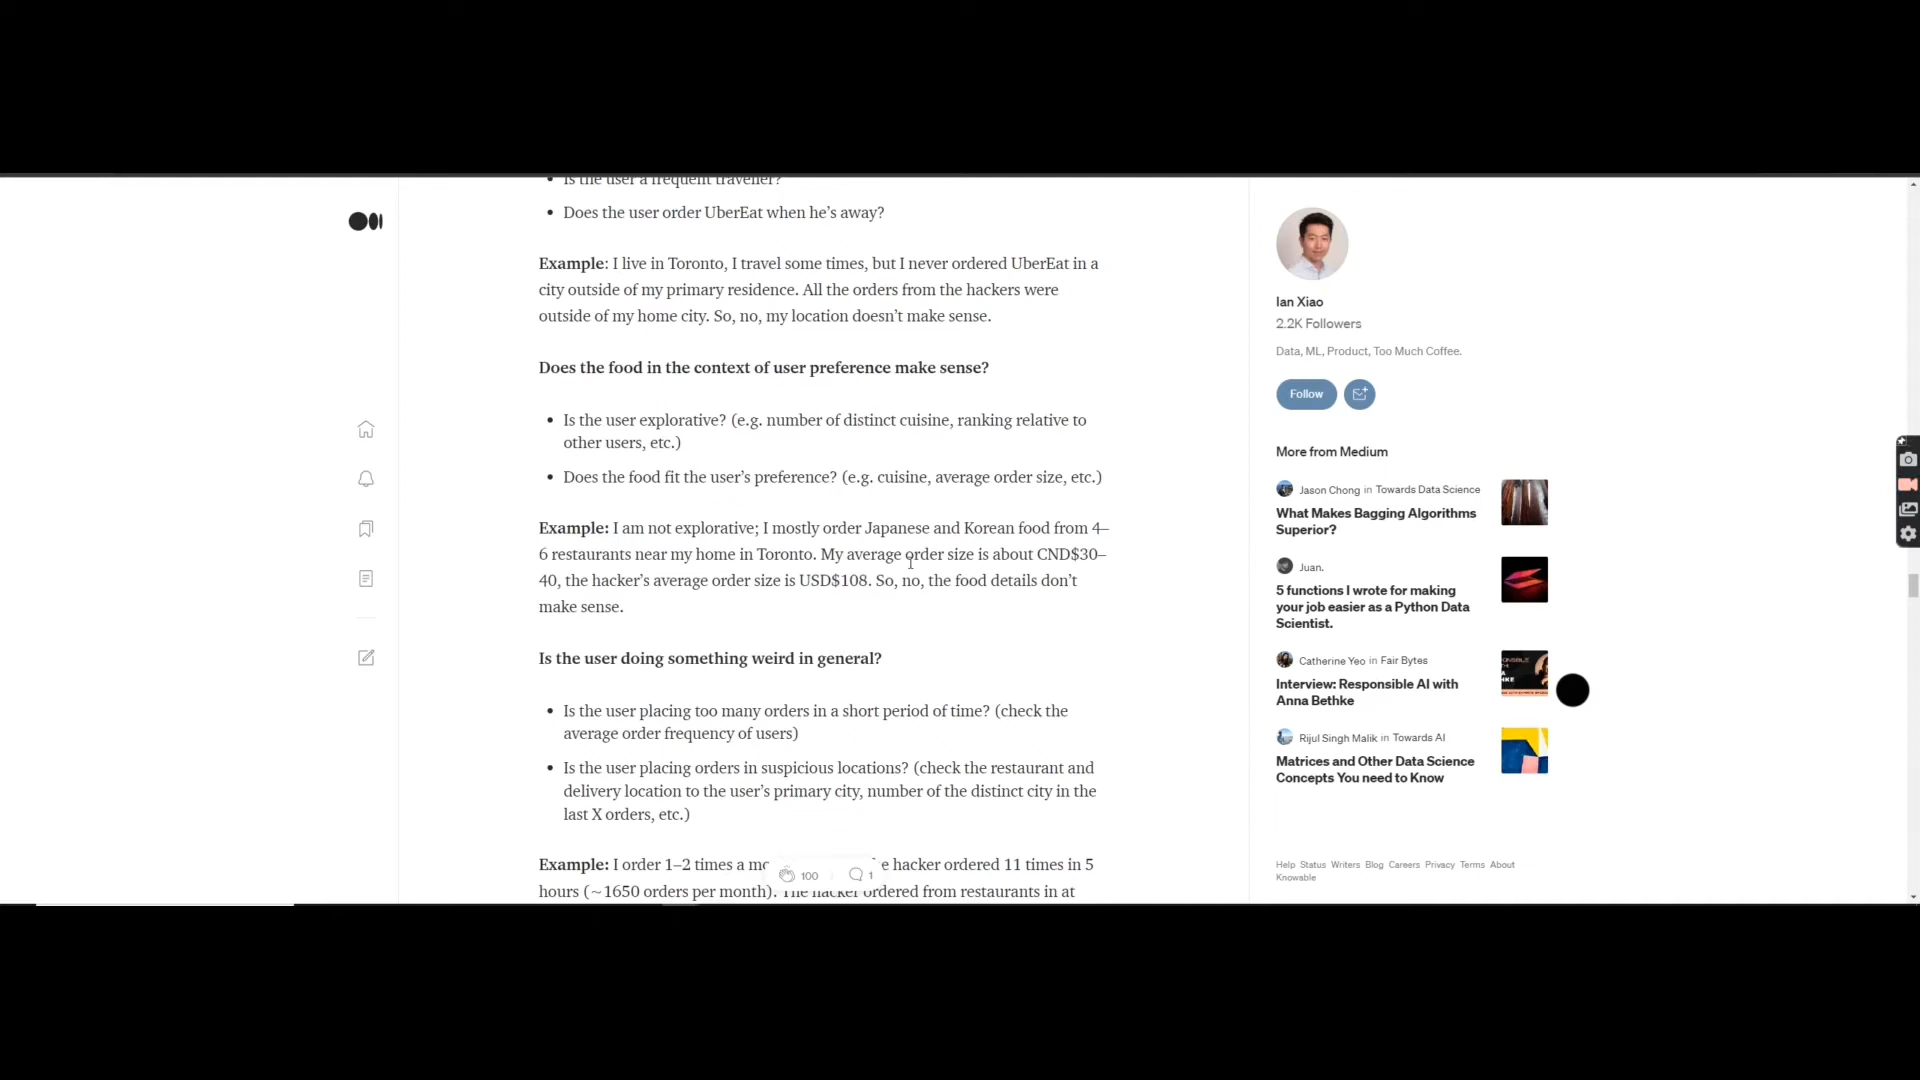 Is the user a frequent traveller?
Does the user order UberEat when he's away?
Example: I live in Toronto, I travel some times, but I never ordered UberEat in a
city outside of my primary residence. All the orders from the hackers were
outside of my home city. So, no, my location doesn't make sense.
Does the food in the context of user preference make sense?
Is the user explorative? (e.g. number of distinct cuisine, ranking relative to
other users, etc.)
Does the food fit the user's preference? (e.g. cuisine, average order size, etc.)
Example: I am not explorative; I mostly order Japanese and Korean food from 4–
6 restaurants near my home in Toronto. My average order size is about CND$30–
40, the hacker's average order size is USD$108. So, no, the food details don't
make sense.
Is the user doing something weird in general?
Is the user placing too many orders in a short period of time? (check the
average order frequency of users)
Is the user placing orders in suspicious locations? (check the restaurant and
delivery location to the user's primary city, number of the distinct city in the
last X orders, etc.)
Example: I order 1–2 times a hacker ordered 11 times in 5
hours (~1650 orders per month). The hacker ordered from restaurants in at
100 1
Ian Xiao
2.2K Followers
Data, ML, Product, Too Much Coffee.
Follow
More from Medium
Jason Chong in Towards Data Science
What Makes Bagging Algorithms
Superior?
Juan.
5 functions I wrote for making
your job easier as a Python Data
Scientist.
Catherine Yeo in Fair Bytes
Interview: Responsible AI with
Anna Bethke
Rijul Singh Malik in Towards AI
Matrices and Other Data Science
Concepts You need to Know
Help Status Writers Blog Careers Privacy Terms About
Knowable